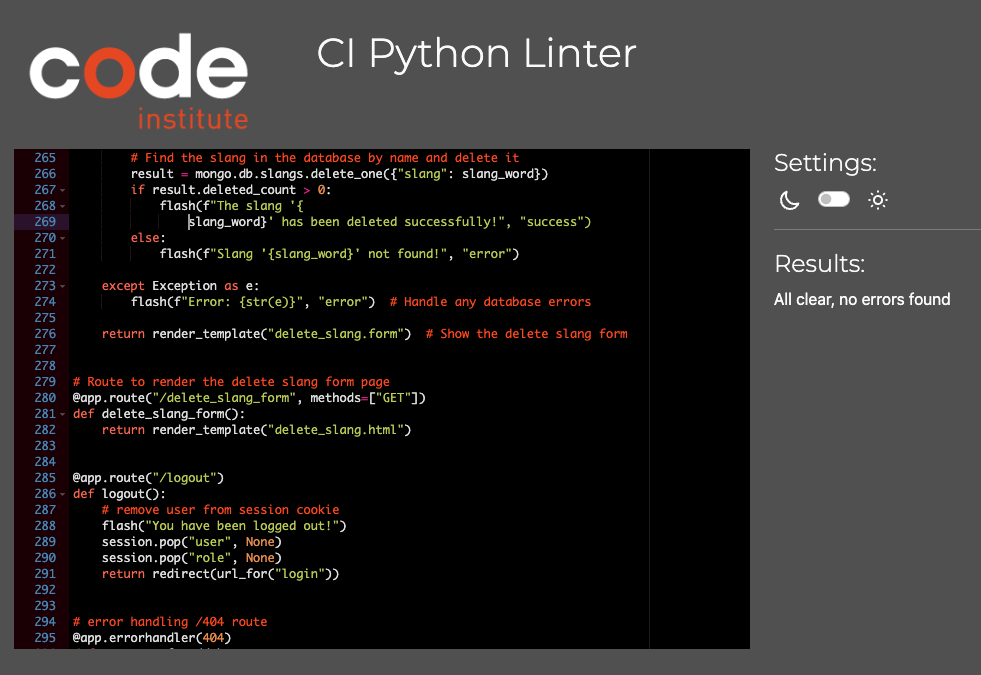 code
institute
CI Python Linter
265         # Find the slang in the database by name and delete it
266         result = mongo.db.slangs.delete_one({"slang": slang_word})
267         if result.deleted_count > 0:
268             flash(f"The slang '{
269                 slang_word}' has been deleted successfully!", "success")
270         else:
271             flash(f"Slang '{slang_word}' not found!", "error")
272
273     except Exception as e:
274         flash(f"Error: {str(e)}", "error")  # Handle any database errors
275
276     return render_template("delete_slang.form")  # Show the delete slang form
277
278
279 # Route to render the delete slang form page
280 @app.route("/delete_slang_form", methods=["GET"])
281 def delete_slang_form():
282     return render_template("delete_slang.html")
283
284
285 @app.route("/logout")
286 def logout():
287     # remove user from session cookie
288     flash("You have been logged out!")
289     session.pop("user", None)
290     session.pop("role", None)
291     return redirect(url_for("login"))
292
293
294 # error handling /404 route
295 @app.errorhandler(404)
Settings:
Results:
All clear, no errors found